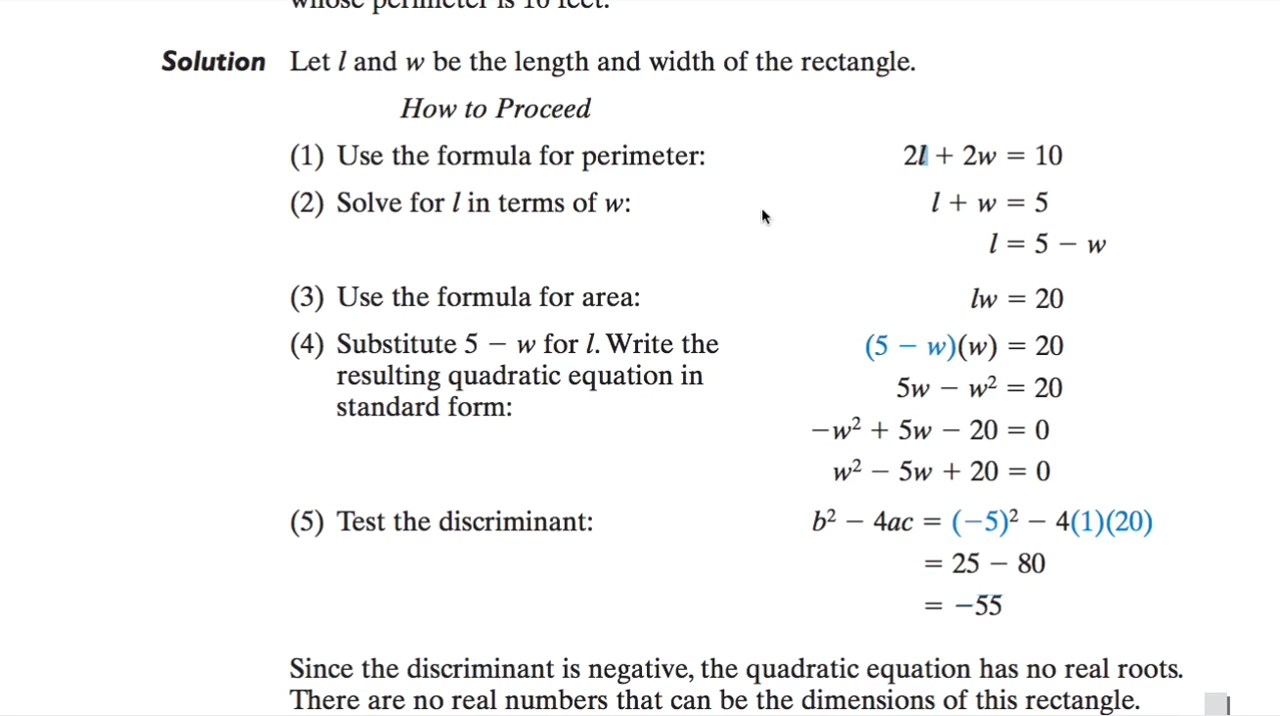 whose perimeter is 10 feet.
Solution Let l and w be the length and width of the rectangle.
How to Proceed
(1) Use the formula for perimeter: 2l + 2w = 10
(2) Solve for l in terms of w: l + w = 5
l = 5 − w
(3) Use the formula for area: lw = 20
(4) Substitute 5 − w for l. Write the (5 − w)(w) = 20
resulting quadratic equation in 5w − w² = 20
standard form:
−w² + 5w − 20 = 0
w² − 5w + 20 = 0
(5) Test the discriminant: b² − 4ac = (−5)² − 4(1)(20)
= 25 − 80
= −55
Since the discriminant is negative, the quadratic equation has no real roots.
There are no real numbers that can be the dimensions of this rectangle.